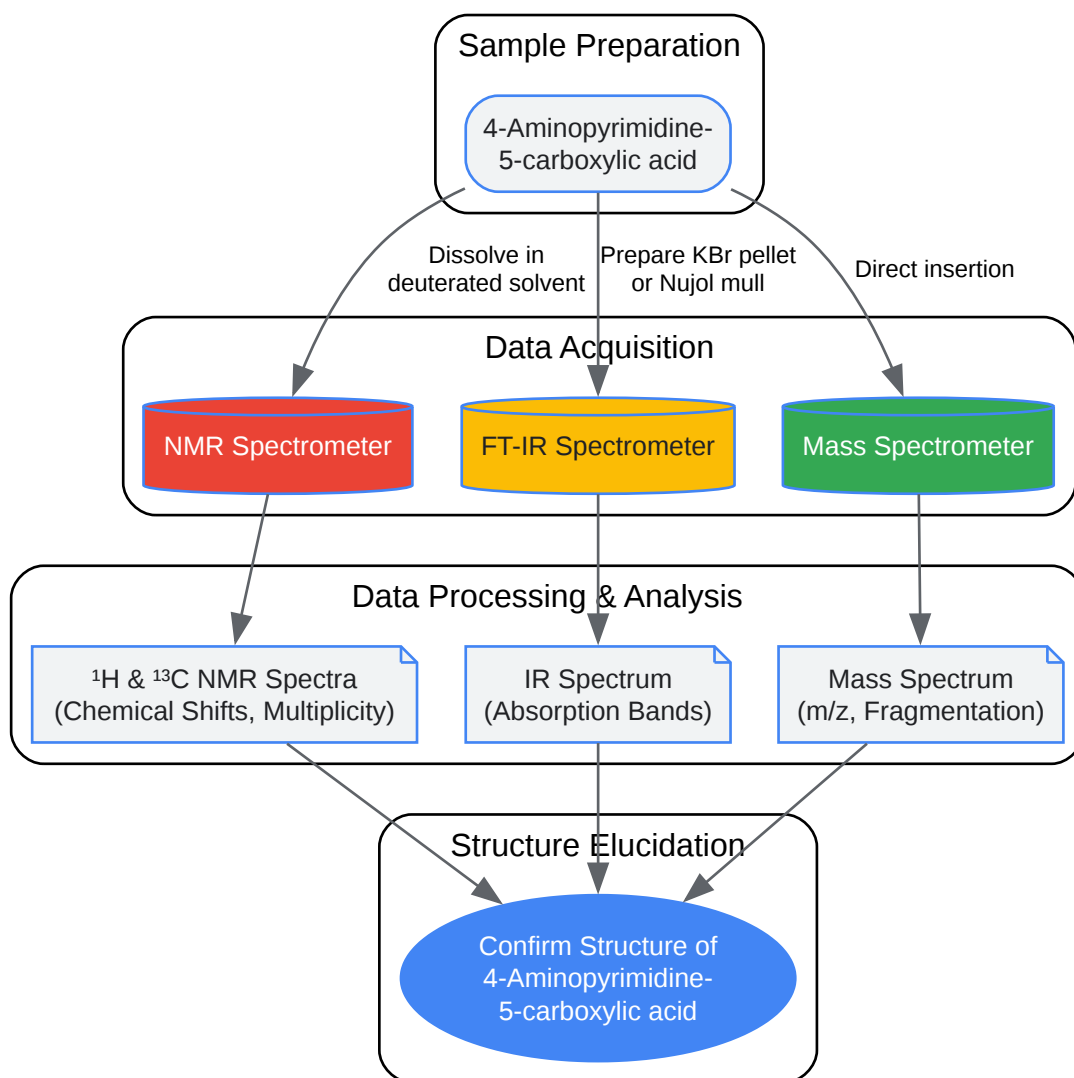 Sample Preparation
4-Aminopyrimidine-
5-carboxylic acid
Dissolve in
deuterated solvent
Prepare KBr pellet
or Nujol mull
Direct insertion
Data Acquisition
NMR Spectrometer
FT-IR Spectrometer
Mass Spectrometer
Data Processing & Analysis
¹H & ¹³C NMR Spectra
(Chemical Shifts, Multiplicity)
IR Spectrum
(Absorption Bands)
Mass Spectrum
(m/z, Fragmentation)
Structure Elucidation
Confirm Structure of
4-Aminopyrimidine-
5-carboxylic acid